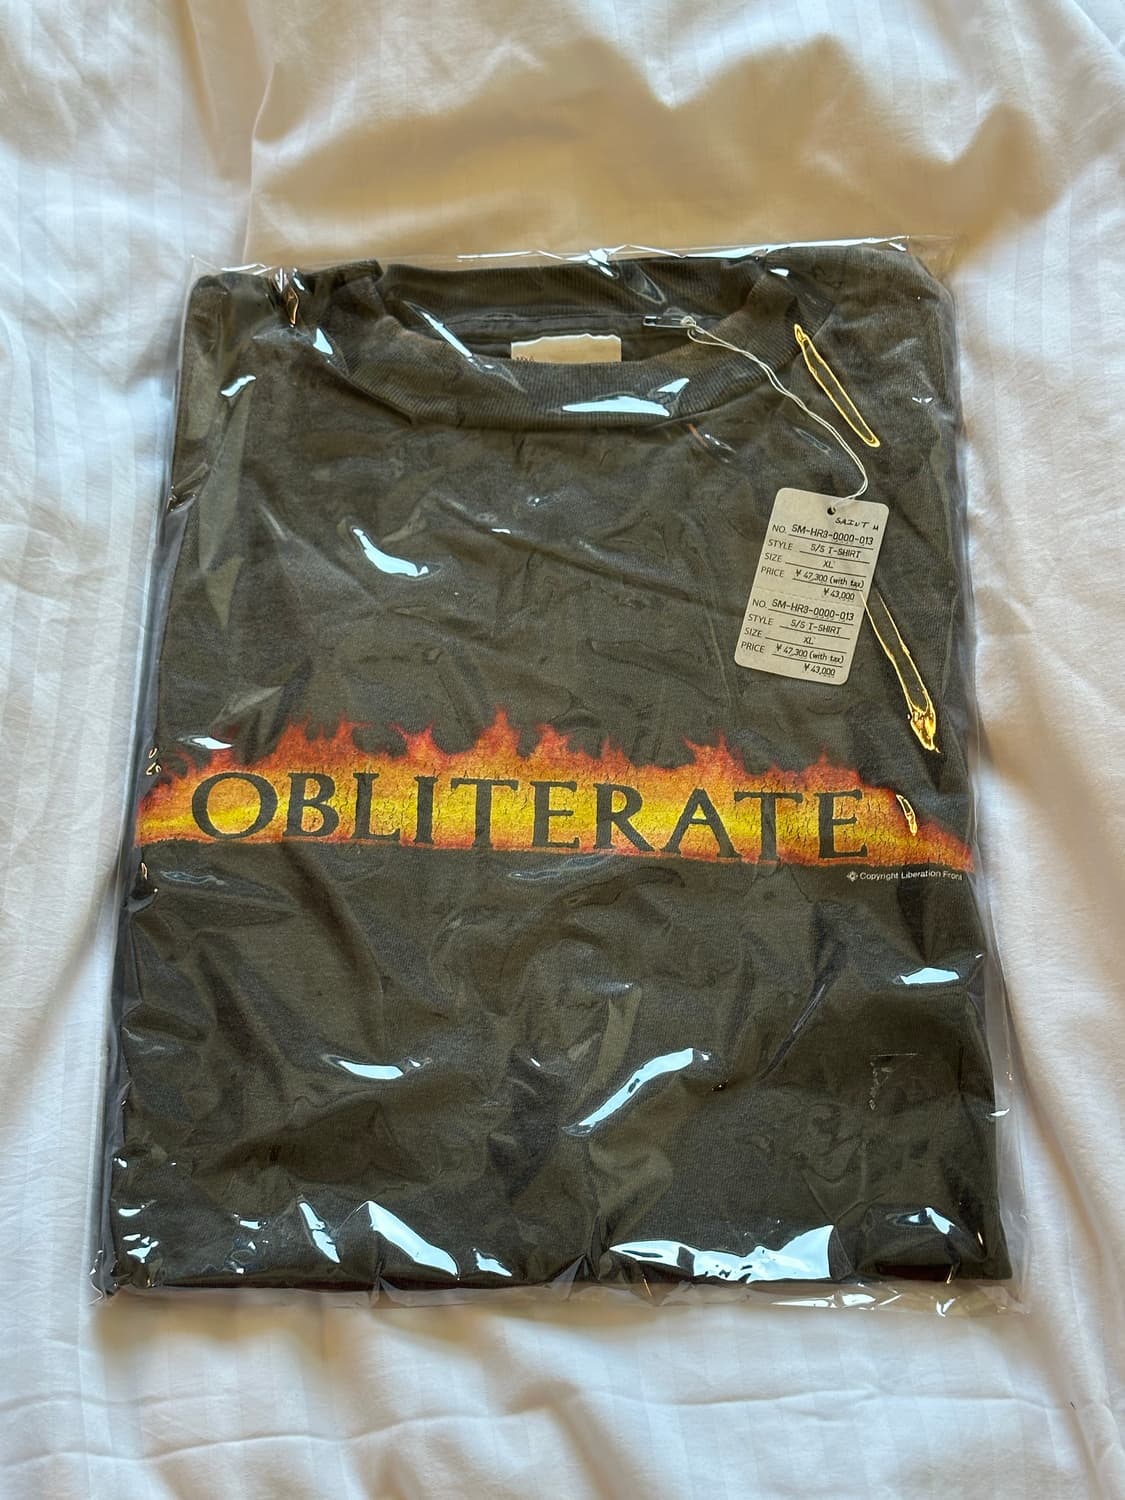 SAINT M
NO. SM-HR3-0000-013
STYLE S/S T-SHIRT
SIZE XL
PRICE ¥ 47,300 (with tax)
¥ 43,000
NO. SM-HR3-0000-013
STYLE S/S T-SHIRT
SIZE XL
PRICE ¥ 47,300 (with tax)
¥ 43,000
OBLITERATE
Copyright Liberation Front